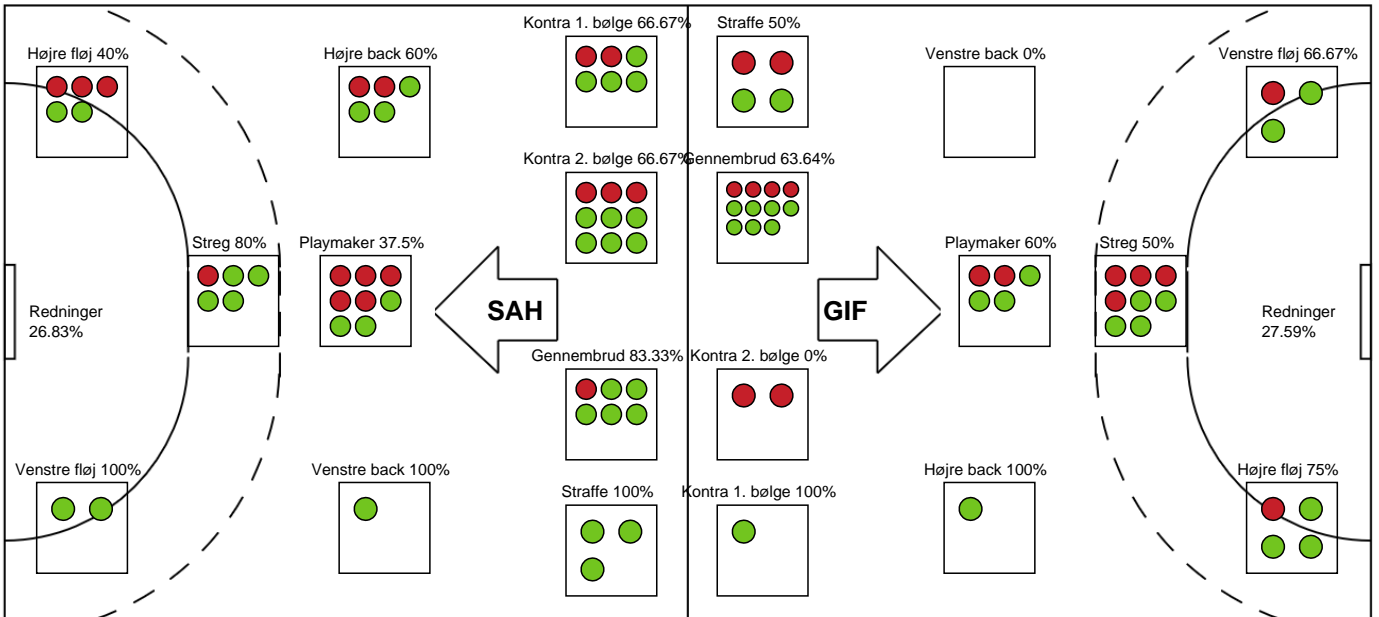 Kontra 1. bølge 66.67%
Straffe 50%
Højre fløj 40%
Højre back 60%
Venstre back 0%
Venstre fløj 66.67%
Kontra 2. bølge 66.67%
Gennembrud 63.64%
Streg 80%
Playmaker 37.5%
Playmaker 60%
Streg 50%
Redninger
26.83%
SAH
GIF
Redninger
27.59%
Gennembrud 83.33%
Kontra 2. bølge 0%
Venstre fløj 100%
Venstre back 100%
Straffe 100%
Kontra 1. bølge 100%
Højre back 100%
Højre fløj 75%